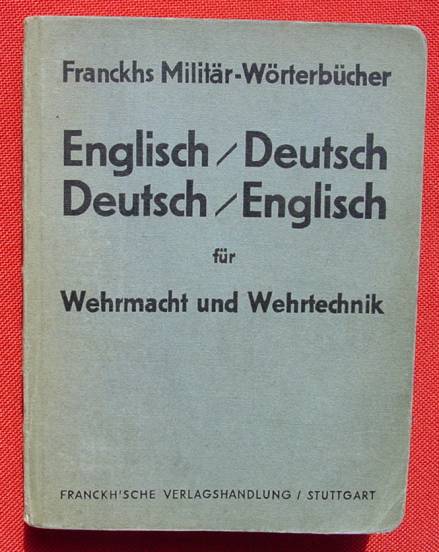 Franckhs Militär-Wörterbücher
Englisch / Deutsch
Deutsch / Englisch
für
Wehrmacht und Wehrtechnik
FRANCKH'SCHE VERLAGSHANDLUNG / STUTTGART